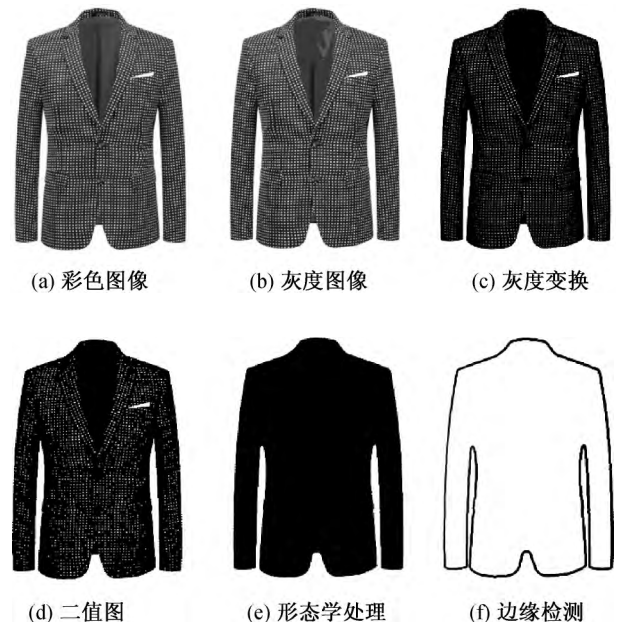 (a) 彩色图像
(b) 灰度图像
(c) 灰度变换
(d) 二值图
(e) 形态学处理
(f) 边缘检测